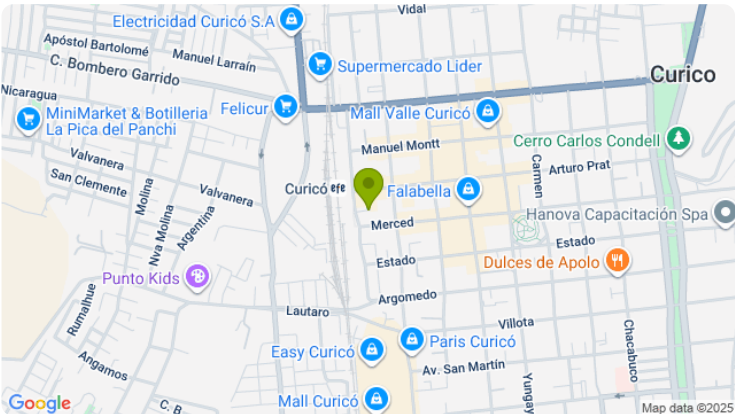 Vidal
Electricidad Curicó S.A
Apóstol Bartolomé
Manuel Larraín
C. Bombero Garrido
Supermercado Lider
Curico
Nicaragua
Felicur
MiniMarket & Botilleria
La Pica del Panchi
Mall Valle Curicó
Manuel Montt
Cerro Carlos Condell
Valvanera
San Clemente
Molina
Nva Molina
Argentina
Valvanera
Curicó efe
Falabella
Carmen
Arturo Prat
Merced
Hanova Capacitación Spa
Estado
Estado
Dulces de Apolo
Punto Kids
Rumalhue
Lautaro
Argomedo
Villota
Easy Curicó
Paris Curicó
Chacabuco
Angamos
Av. San Martín
Yungay
C. B.
Mall Curicó
Google
Map data ©2025